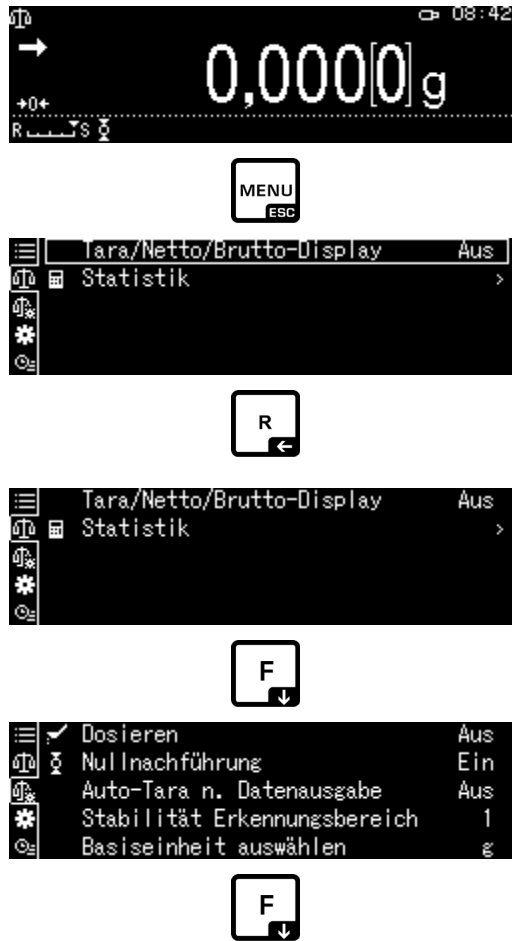 08:42
0,000[0] g
→0←
R S
MENU
ESC
Tara/Netto/Brutto-Display Aus
Statistik >
R
←
Tara/Netto/Brutto-Display Aus
Statistik >
F
↓
Dosieren Aus
Nullnachführung Ein
Auto-Tara n. Datenausgabe Aus
Stabilität Erkennungsbereich 1
Basiseinheit auswählen g
F
↓